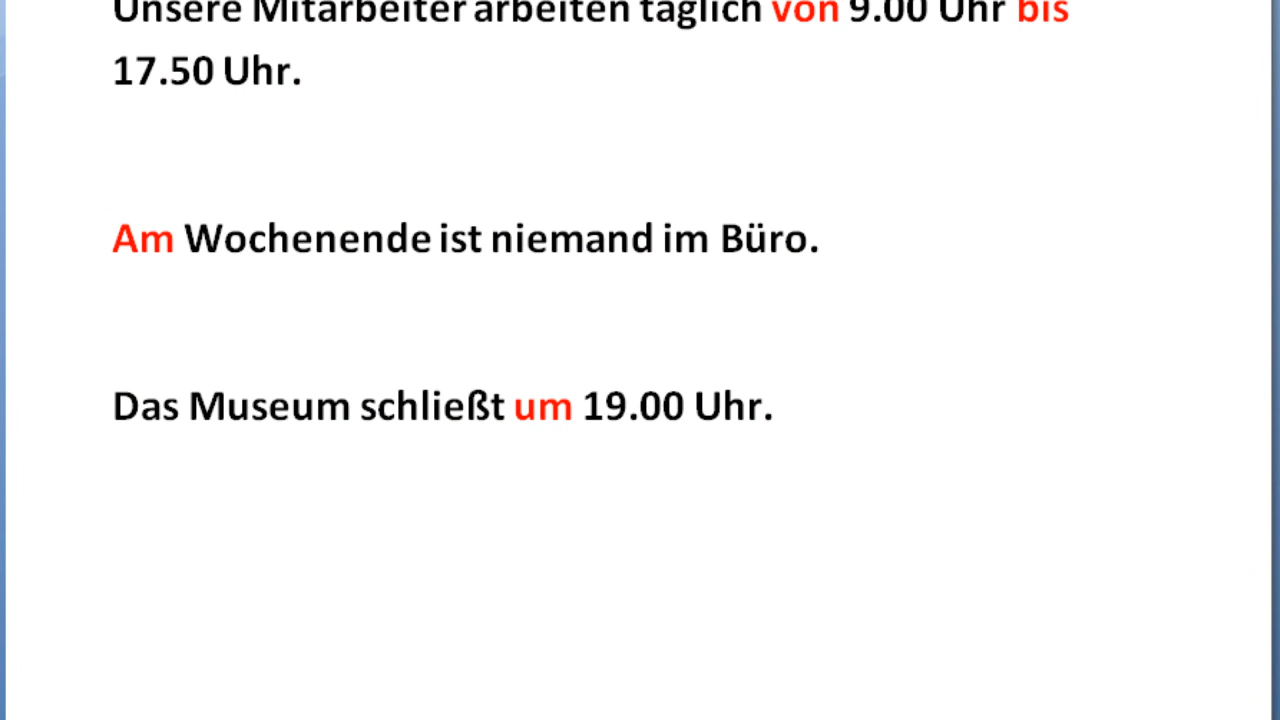 Unsere Mitarbeiter arbeiten täglich von 9.00 Uhr bis
17.50 Uhr.
Am Wochenende ist niemand im Büro.
Das Museum schließt um 19.00 Uhr.